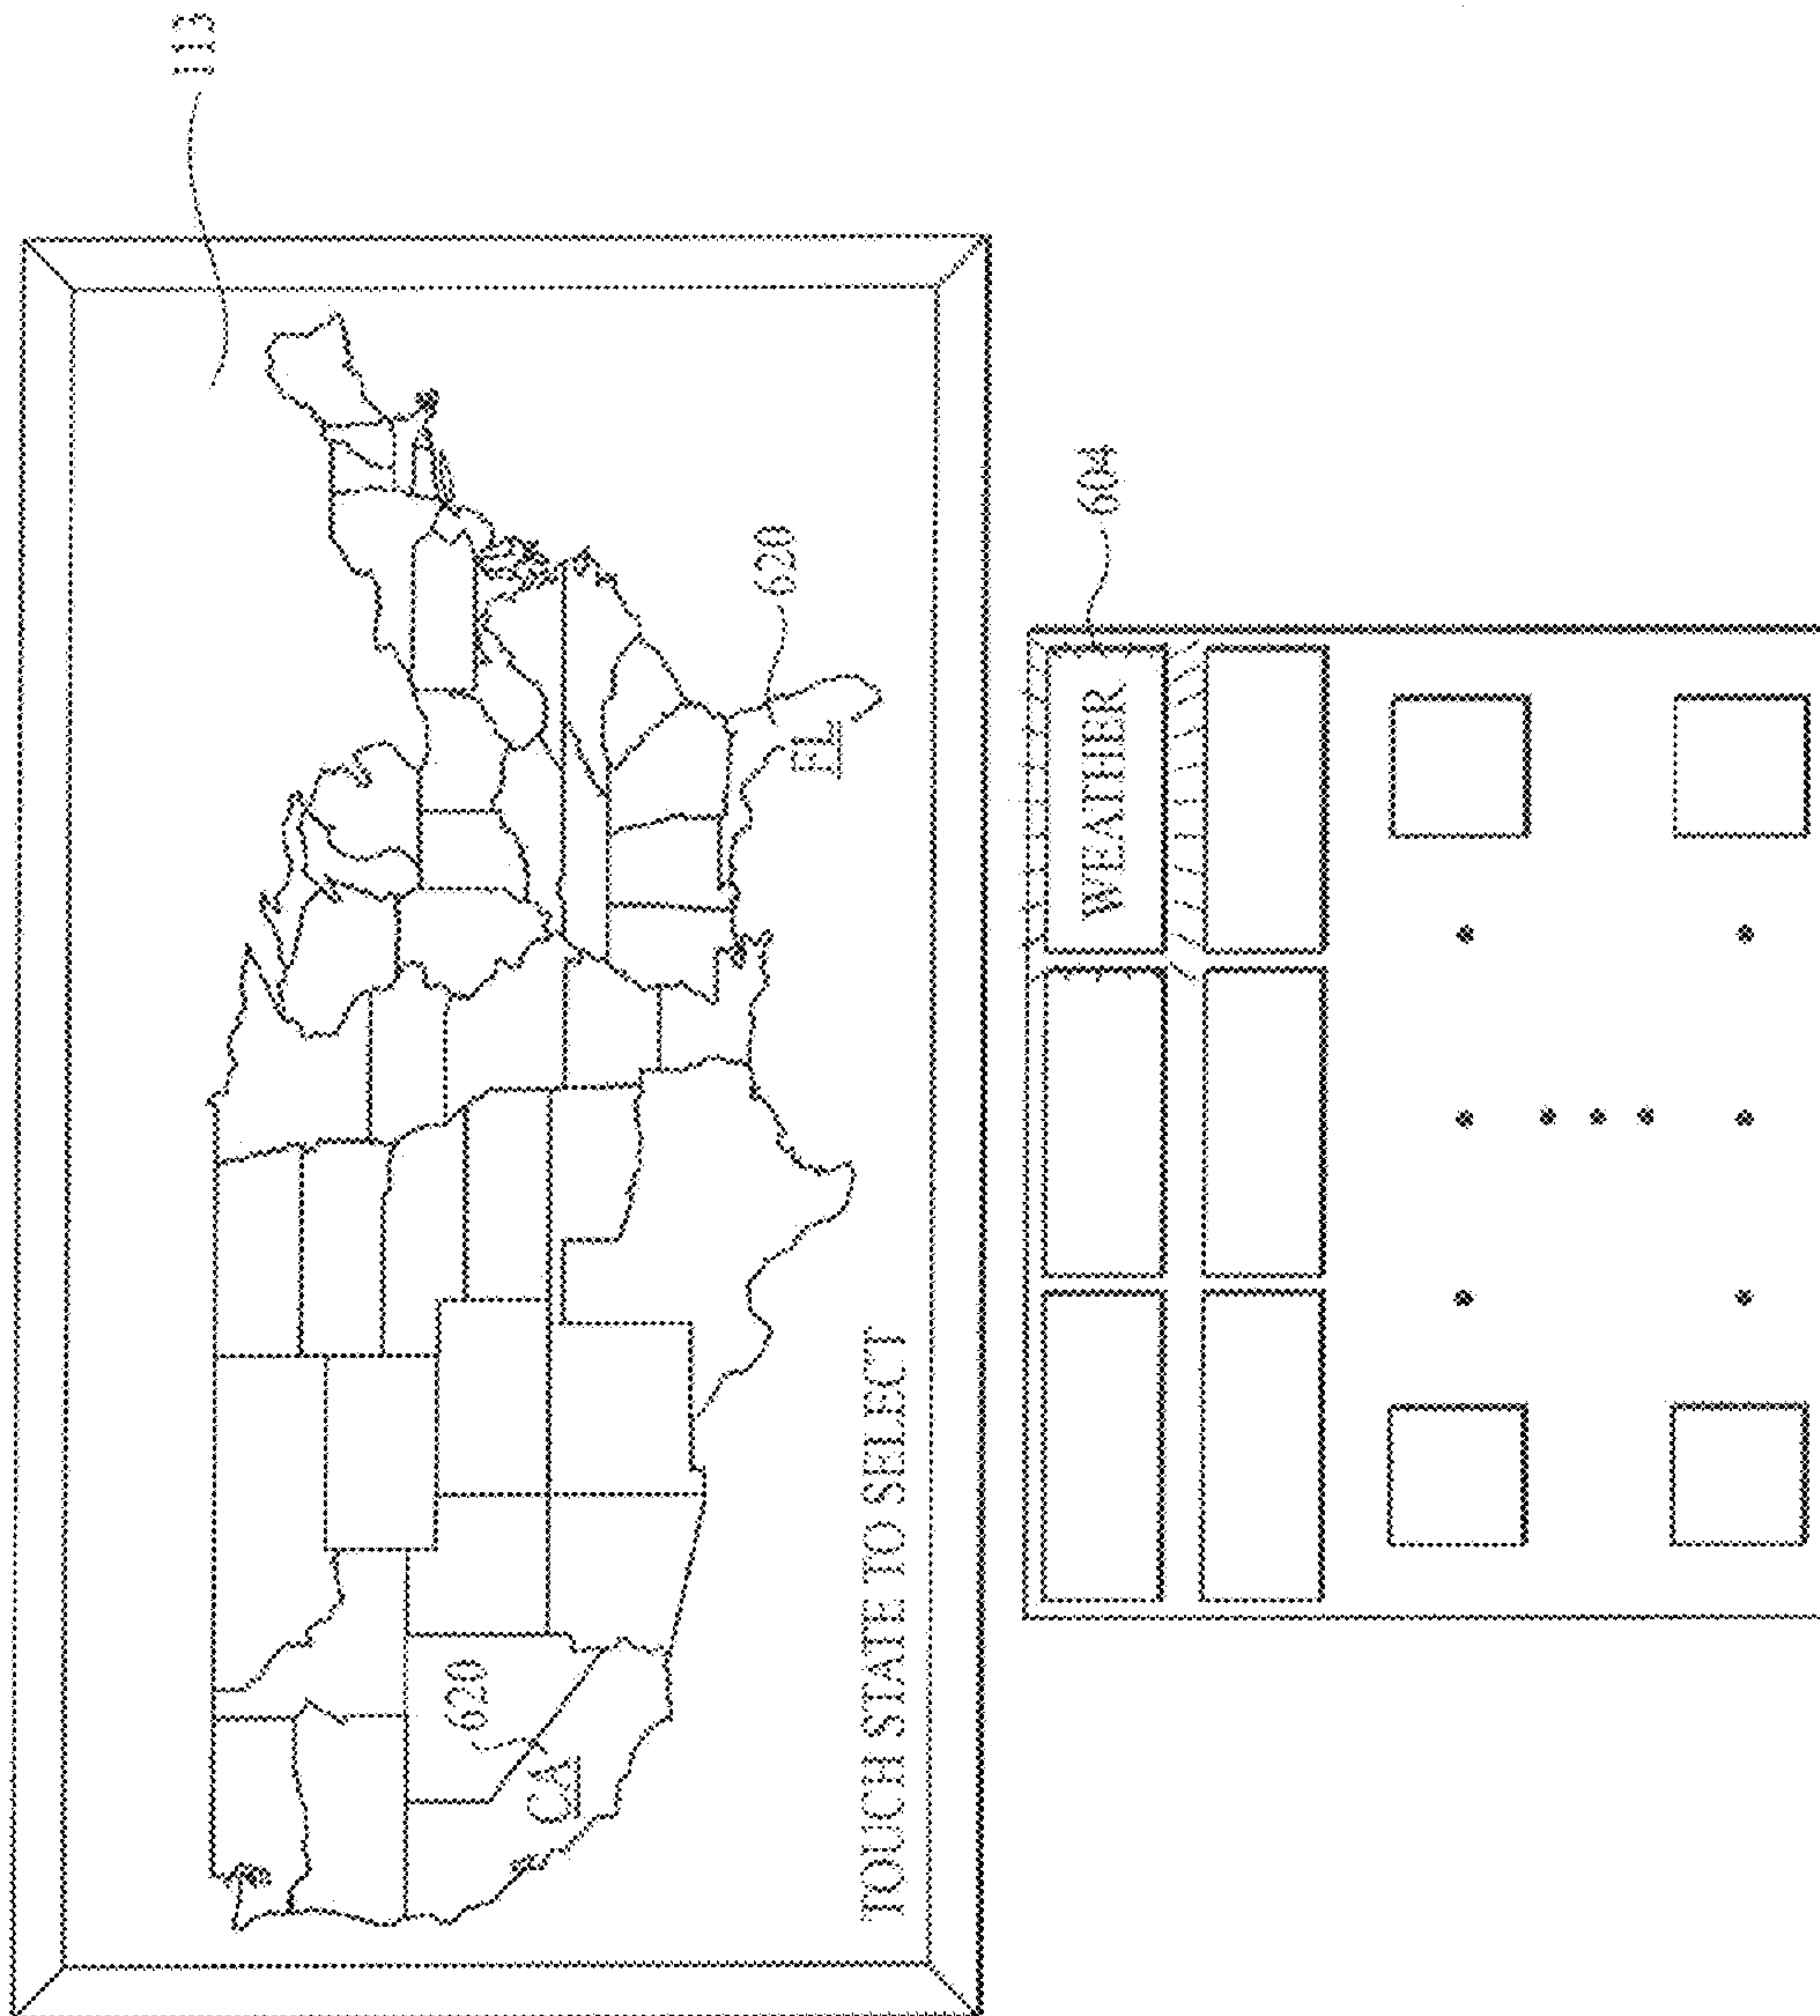 113
620
FL
620
CA
TOUCH STATE TO SELECT
604
WEATHER